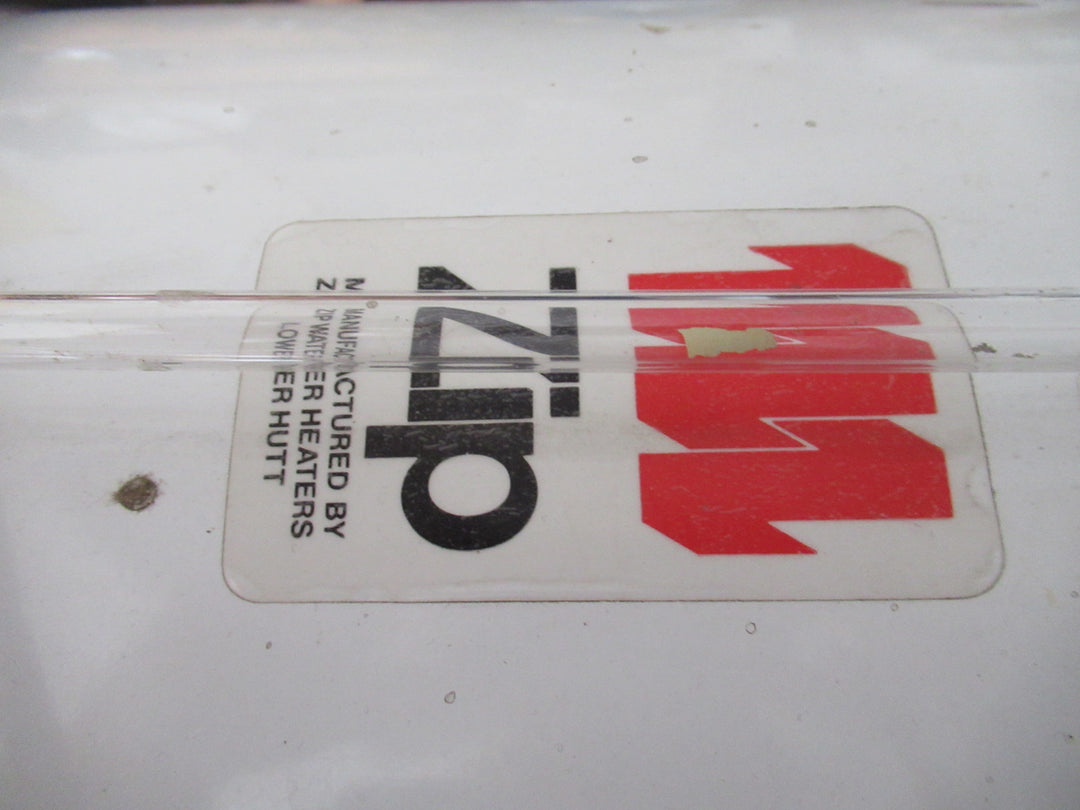 zip
MANUFACTURED BY
ZIP WATER HEATERS
LOWER HUTT